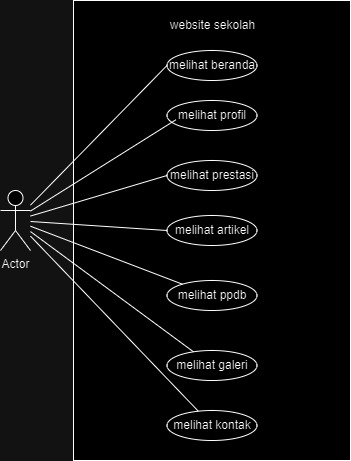 website sekolah
melihat beranda
melihat profil
melihat prestasi
melihat artikel
Actor
melihat ppdb
melihat galeri
melihat kontak